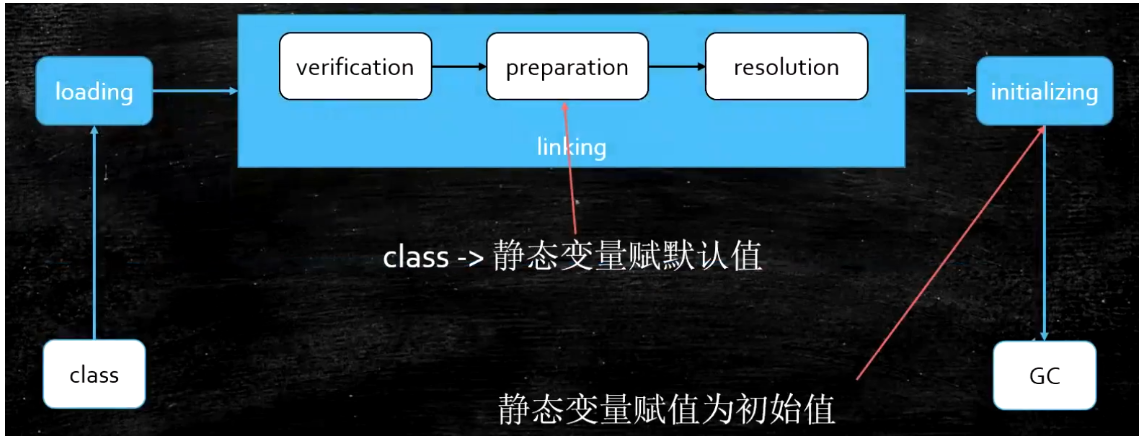 verification
preparation
resolution
loading
initializing
linking
class -> 静态变量赋默认值
class
GC
静态变量赋值为初始值